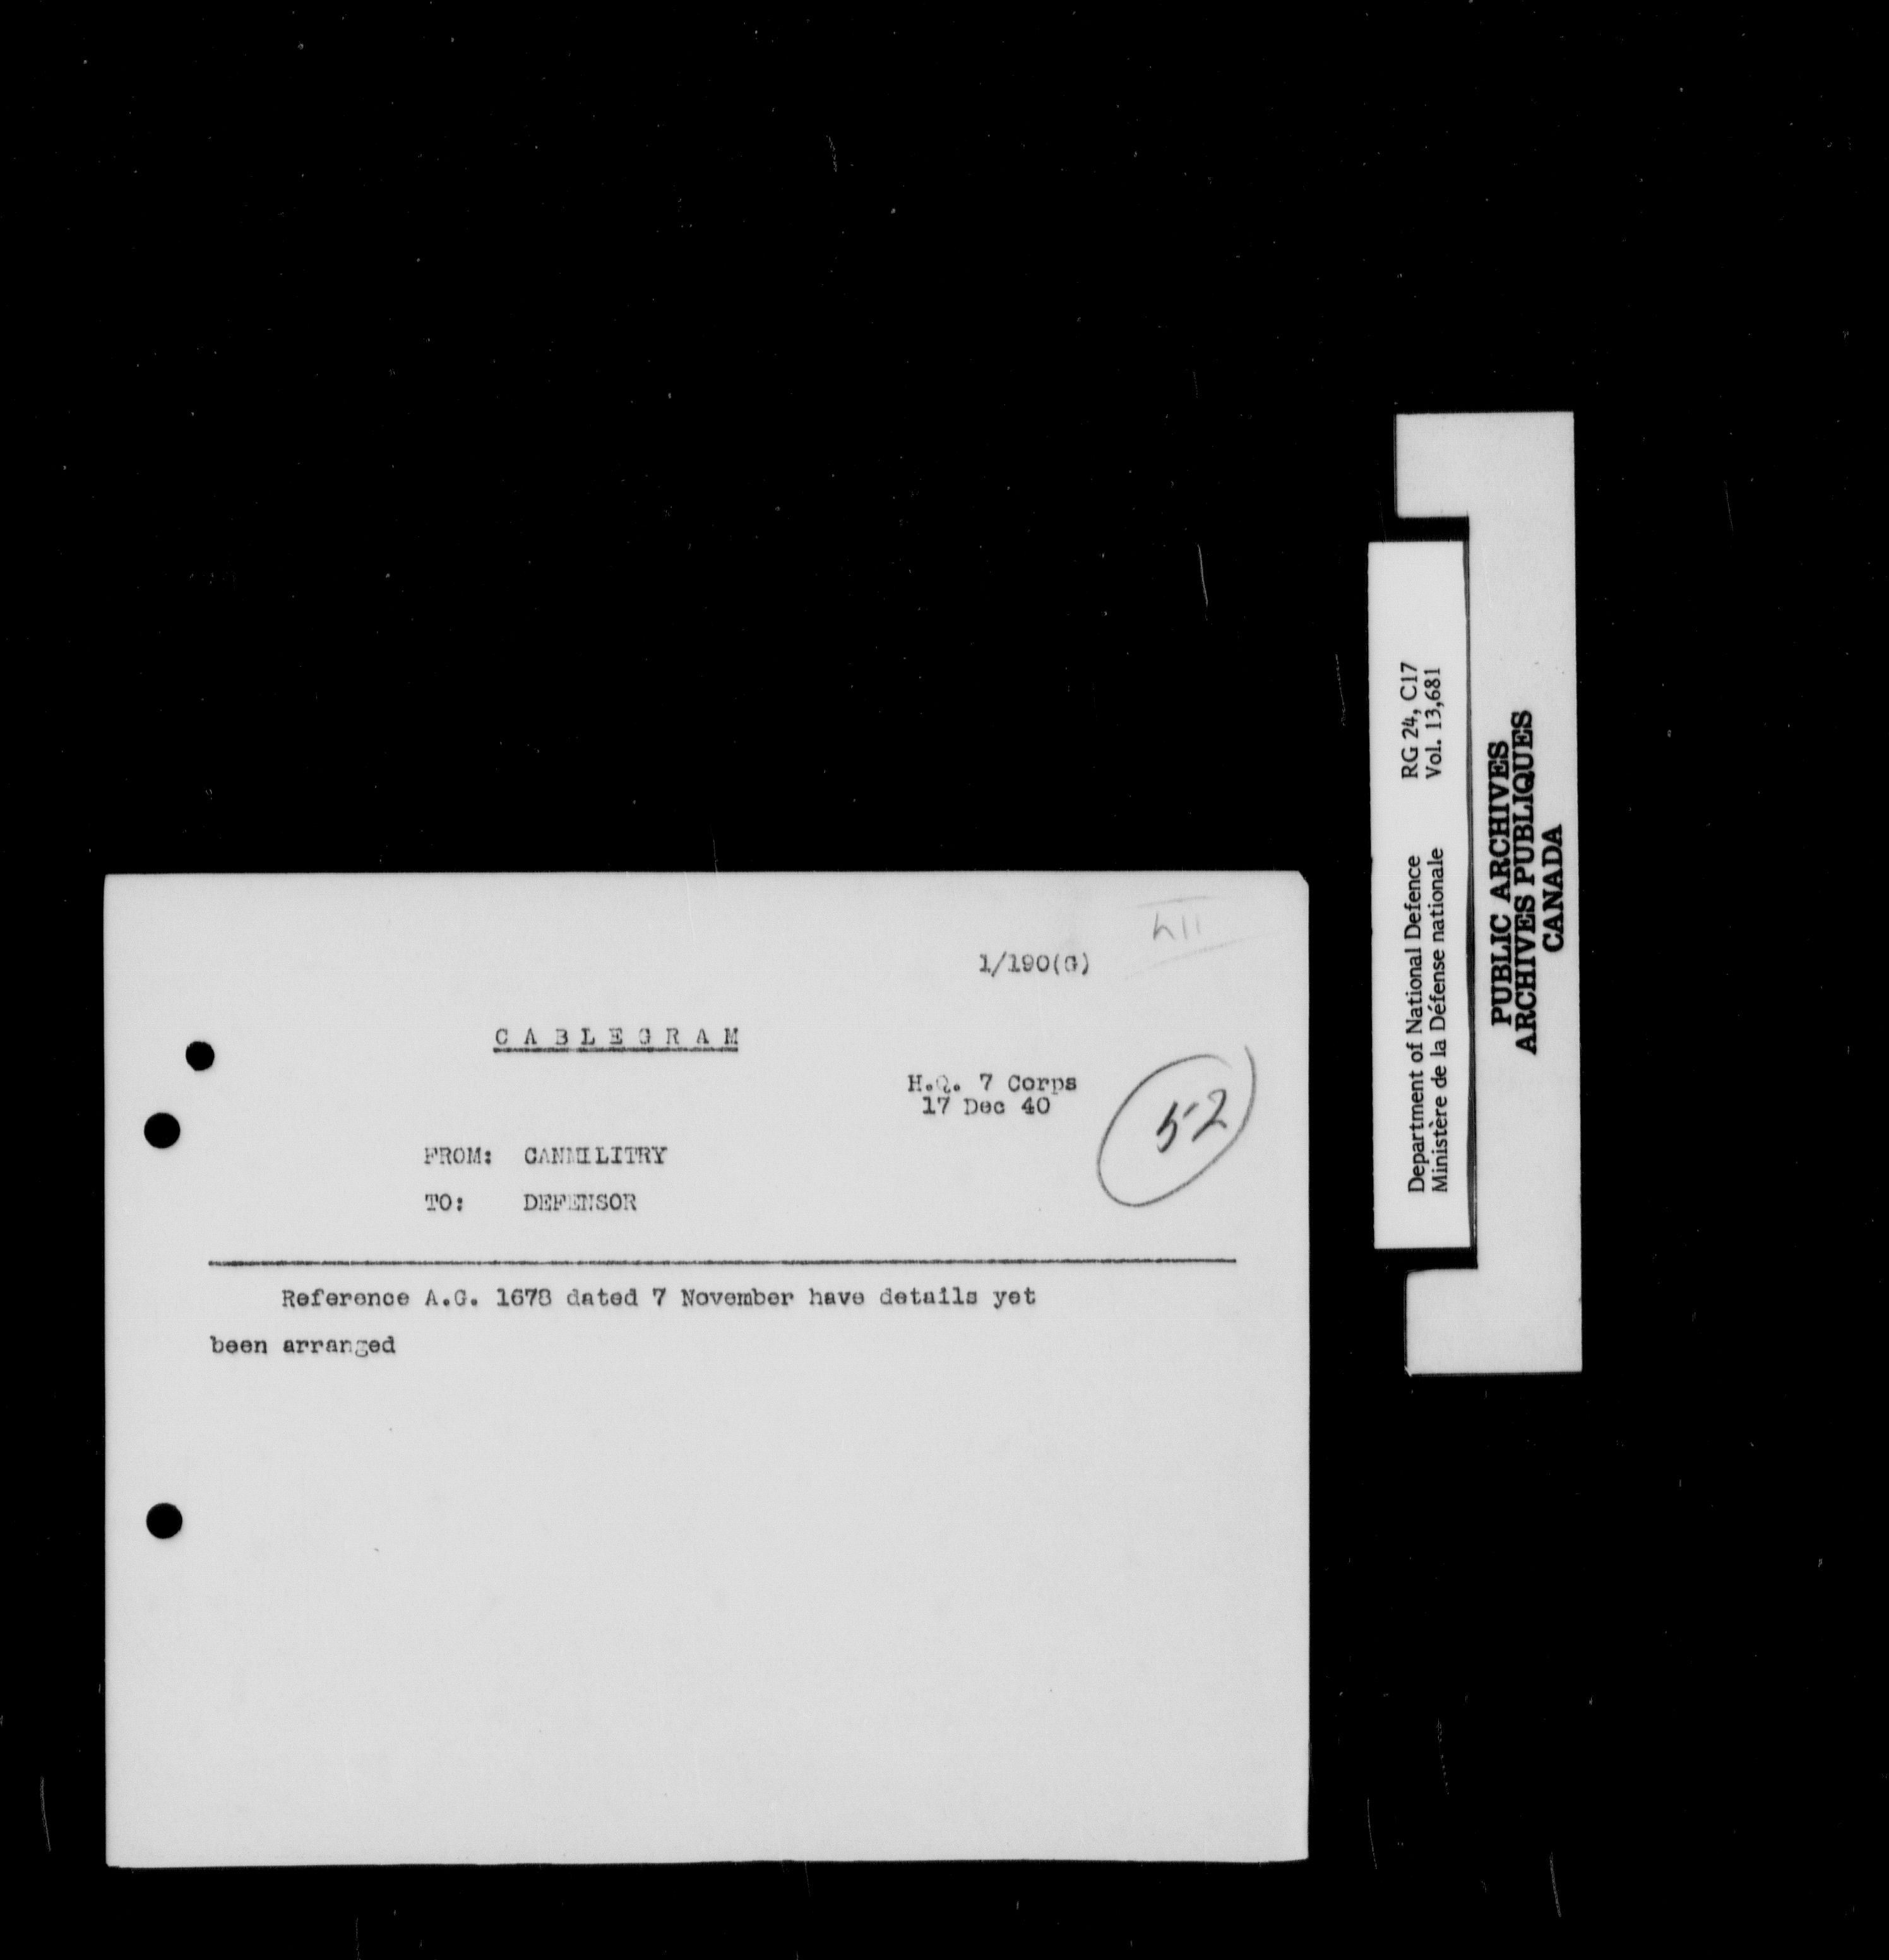 1/190(G)
C A B L E G R A M
H.Q. 7 Corps
17 Dec 40
52
FROM: CANMILITRY
TO: DEFENSOR
Reference A.G. 1678 dated 7 November have details yet
been arranged
Department of National Defence RG 24, C17
Ministère de la Défense nationale Vol. 13,681
PUBLIC ARCHIVES
ARCHIVES PUBLIQUES
CANADA